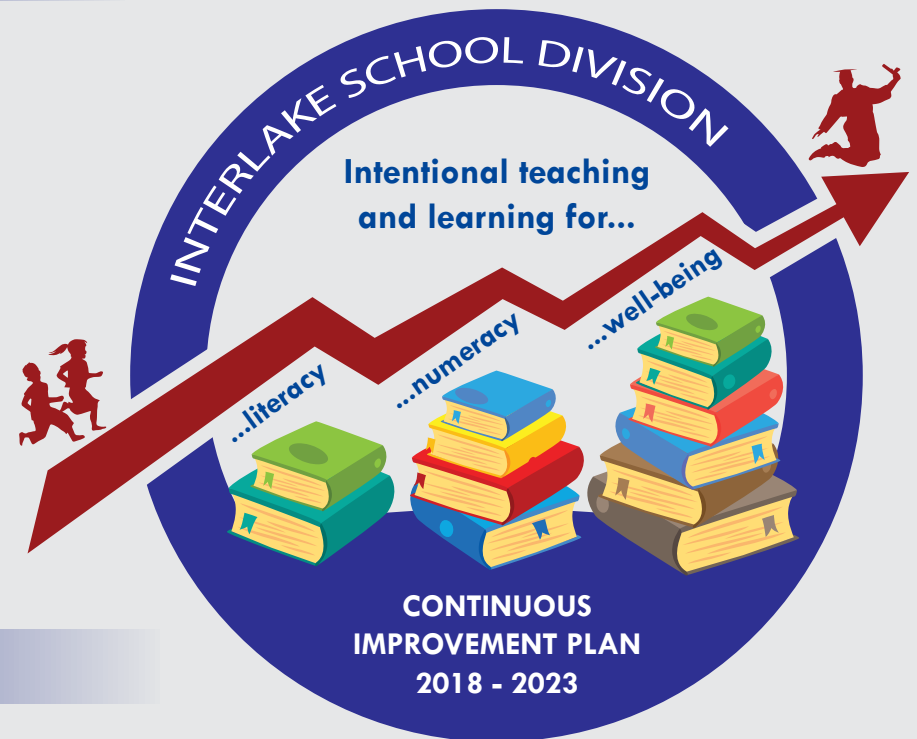 INTERLAKE SCHOOL DIVISION
Intentional teaching
and learning for...
...literacy
...numeracy
...well-being
CONTINUOUS
IMPROVEMENT PLAN
2018 - 2023